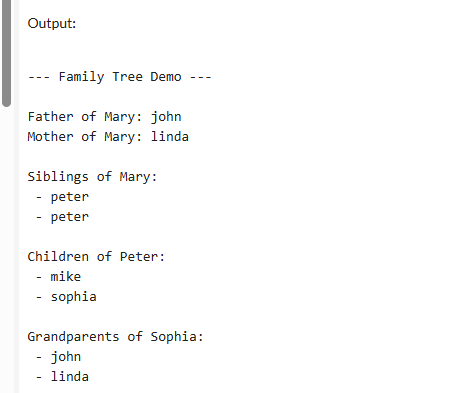 Output:
--- Family Tree Demo ---
Father of Mary: john
Mother of Mary: linda
Siblings of Mary:
- peter
- peter
Children of Peter:
- mike
- sophia
Grandparents of Sophia:
- john
- linda